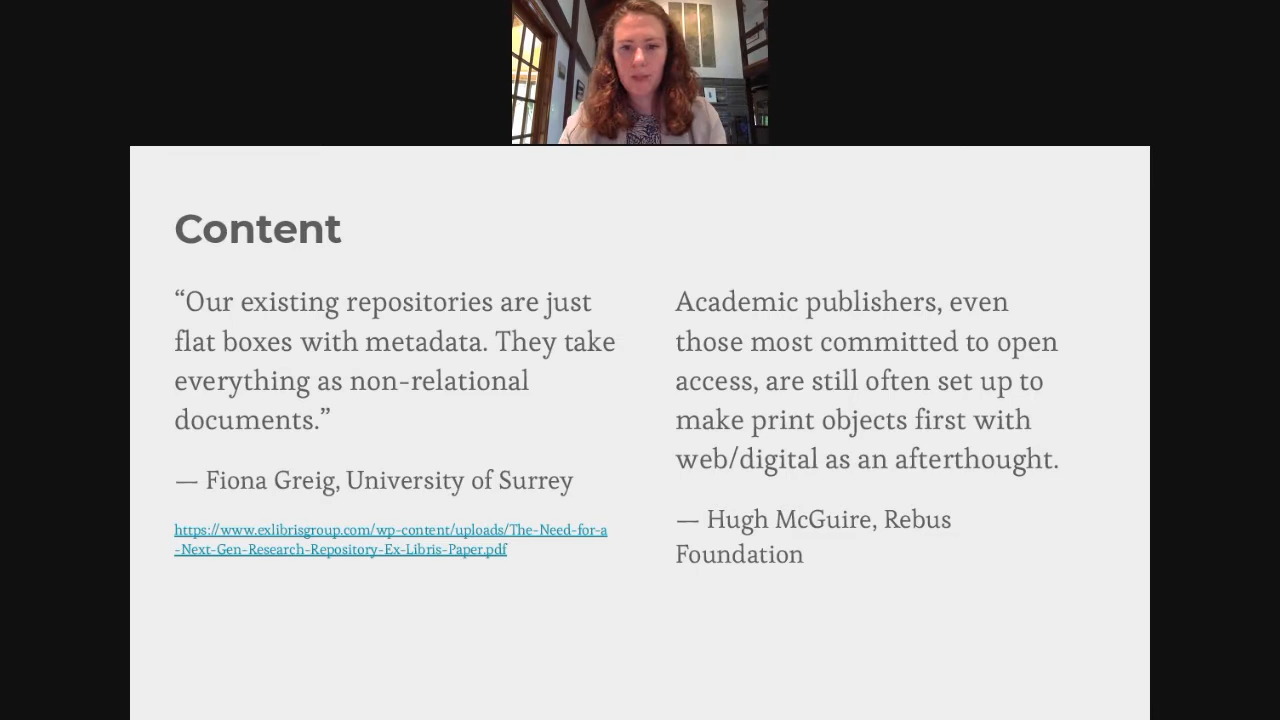 Content
“Our existing repositories are just
flat boxes with metadata. They take
everything as non-relational
documents.”
— Fiona Greig, University of Surrey
https://www.exlibrisgroup.com/wp-content/uploads/The-Need-for-a
-Next-Gen-Research-Repository-Ex-Libris-Paper.pdf
Academic publishers, even
those most committed to open
access, are still often set up to
make print objects first with
web/digital as an afterthought.
— Hugh McGuire, Rebus
Foundation